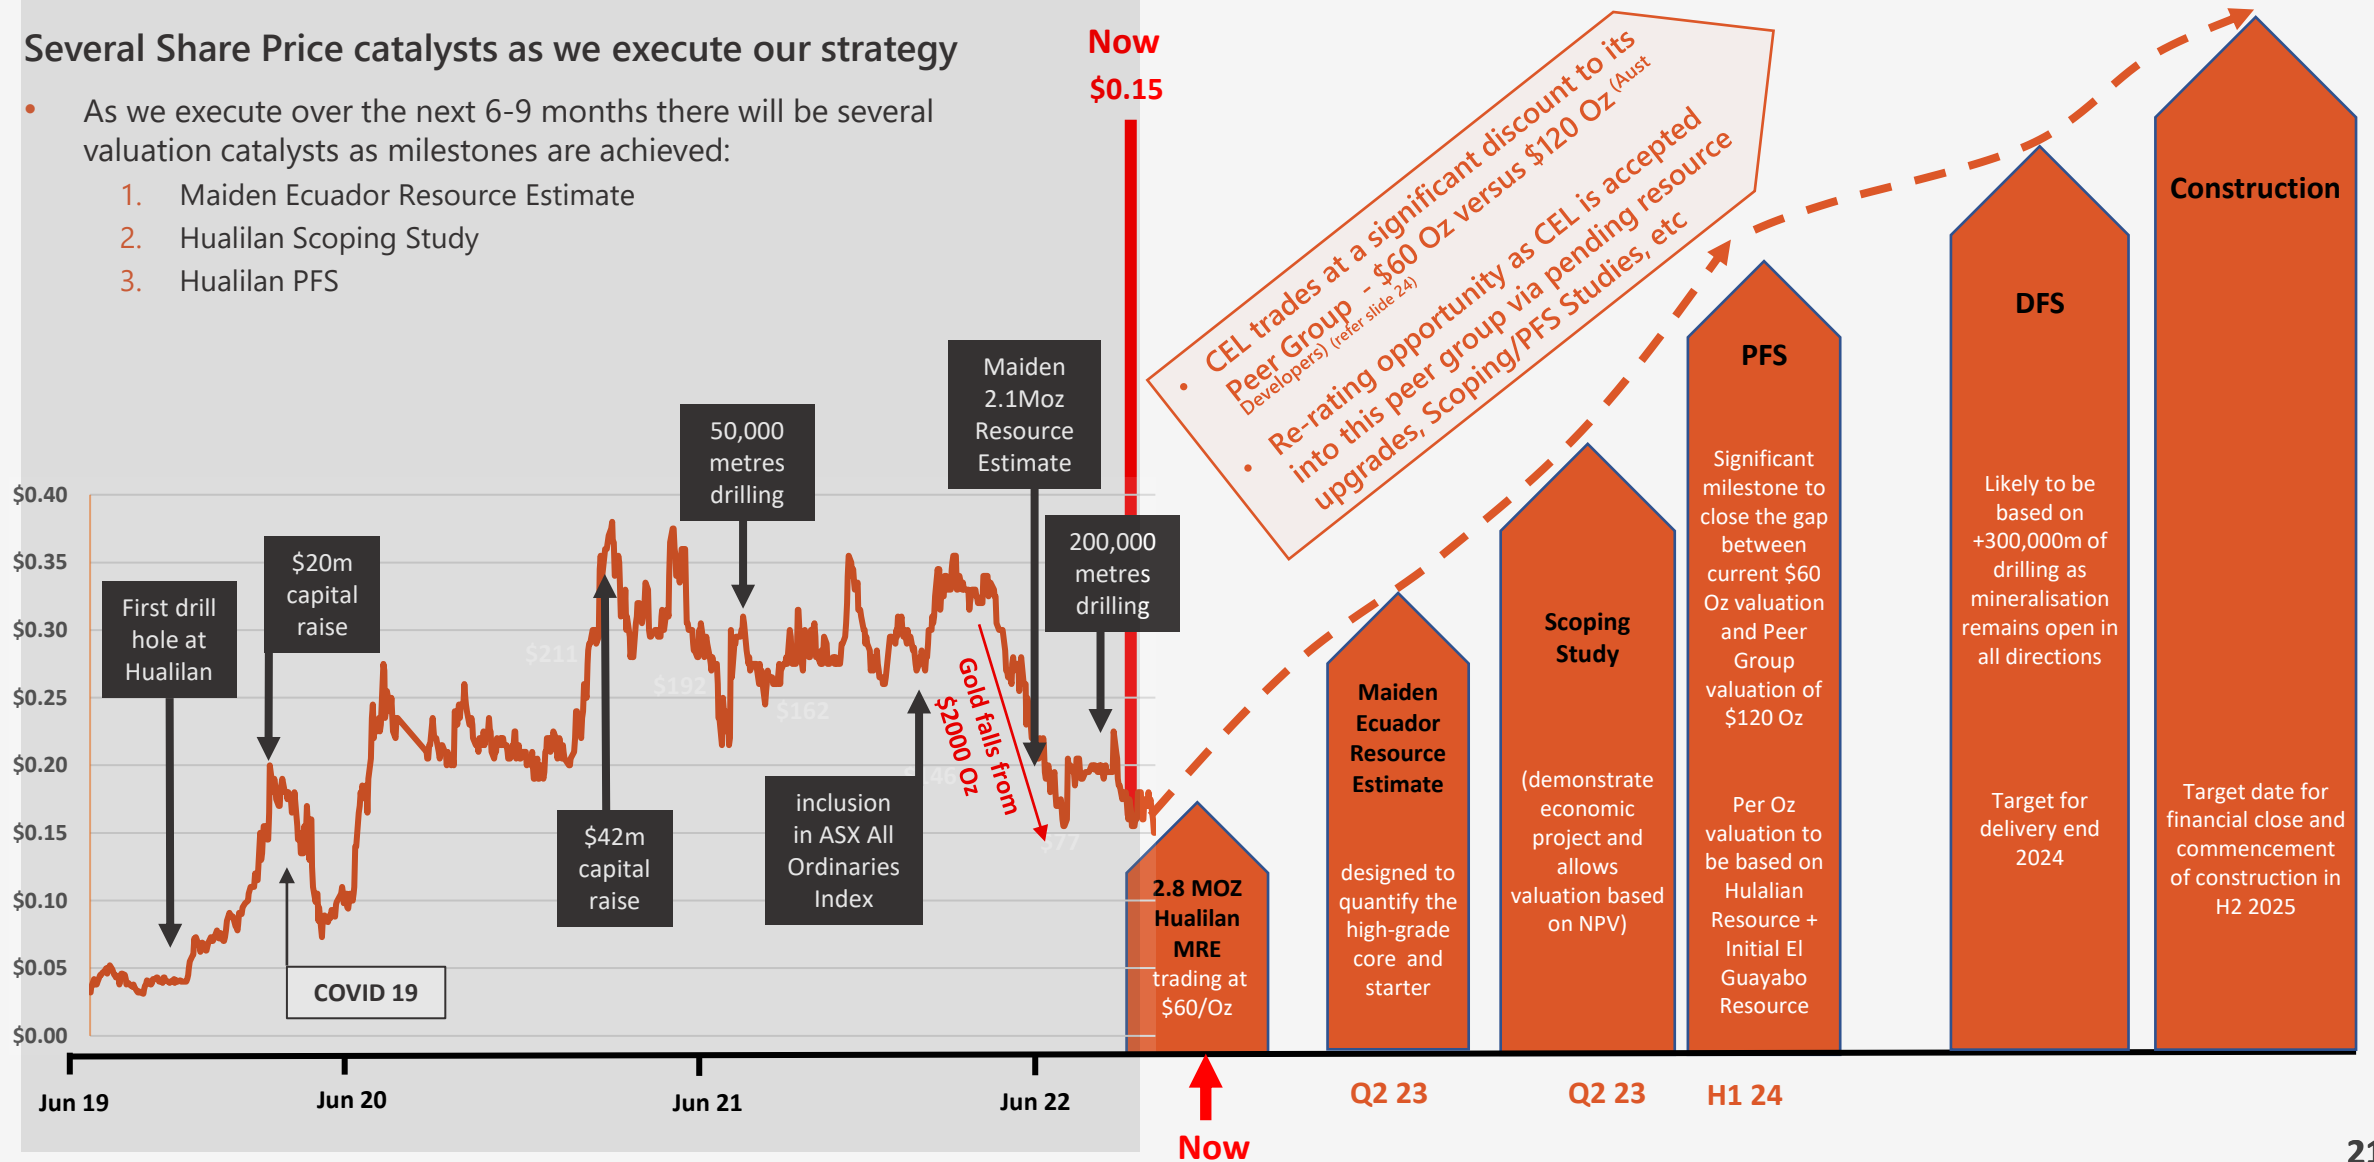 Several Share Price catalysts as we execute our strategy
• As we execute over the next 6-9 months there will be several
valuation catalysts as milestones are achieved:
1. Maiden Ecuador Resource Estimate
2. Hualilan Scoping Study
3. Hualilan PFS
Now
$0.15
• CEL trades at a significant discount to its
Peer Group - $60 Oz versus $120 Oz (Aust
Developers) (refer slide 24)
• Re-rating opportunity as CEL is accepted
into this peer group via pending resource
upgrades, Scoping/PFS Studies, etc
$0.40
$0.35
$0.30
$0.25
$0.20
$0.15
$0.10
$0.05
$0.00
First drill
hole at
Hualilan
$20m
capital
raise
COVID 19
$42m
capital
raise
50,000
metres
drilling
inclusion
in ASX All
Ordinaries
Index
Maiden
2.1Moz
Resource
Estimate
200,000
metres
drilling
Gold falls from
$2000 Oz
$211
$192
$162
$77
Jun 19
Jun 20
Jun 21
Jun 22
2.8 MOZ
Hualilan
MRE
trading at
$60/Oz
Now
Maiden
Ecuador
Resource
Estimate
designed to
quantify the
high-grade
core and
starter
Q2 23
Scoping
Study
(demonstrate
economic
project and
allows
valuation based
on NPV)
Q2 23
PFS
Significant
milestone to
close the gap
between
current $60
Oz valuation
and Peer
Group
valuation of
$120 Oz
Per Oz
valuation to
be based on
Hulalian
Resource +
Initial El
Guayabo
Resource
H1 24
DFS
Likely to be
based on
+300,000m of
drilling as
mineralisation
remains open in
all directions
Target for
delivery end
2024
Construction
Target date for
financial close and
commencement
of construction in
H2 2025
21